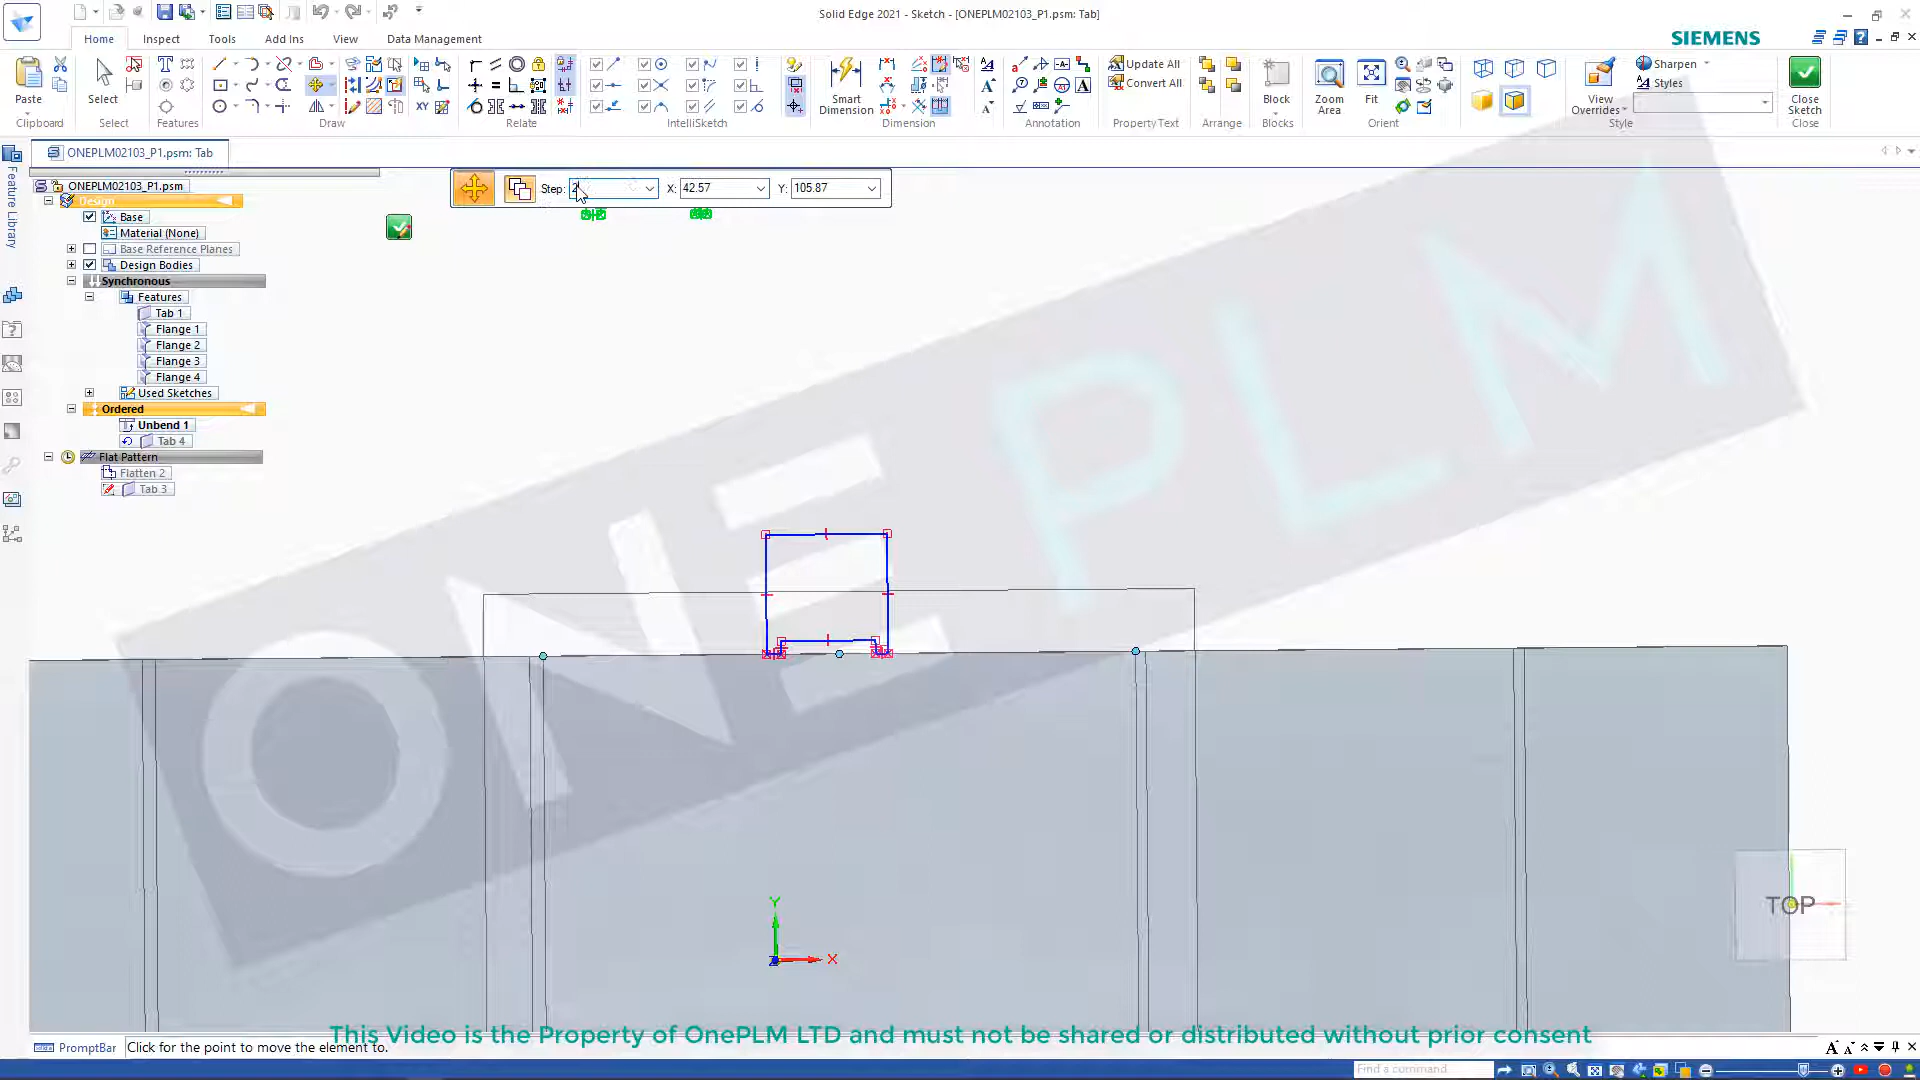 Solid Edge 2021 - Sketch - [ONEPLM02103_P1.psm: Tab]
Home
Inspect
Tools
Add Ins
View
Data Management
SIEMENS
Paste
Select
Smart
Dimension
Update All
Convert All
Block
Zoom
Area
Fit
View
Overrides
Sharpen
Styles
Close
Sketch
Clipboard
Select
Features
Draw
Relate
IntelliSketch
Dimension
Annotation
PropertyText
Arrange
Blocks
Orient
Style
Close
ONEPLM02103_P1.psm: Tab
Feature Library
ONEPLM02103_P1.psm
Design
Base
Material (None)
Base Reference Planes
Design Bodies
Synchronous
Features
Tab 1
Flange 1
Flange 2
Flange 3
Flange 4
Used Sketches
Ordered
Unbend 1
Tab 4
Flat Pattern
Flatten 2
Tab 3
Step: 2
X: 42.57
Y: 105.87
ONE PLM
Y
X
TOP
This Video is the Property of OnePLM LTD and must not be shared or distributed without prior consent
PromptBar
Click for the point to move the element to.
Find a command